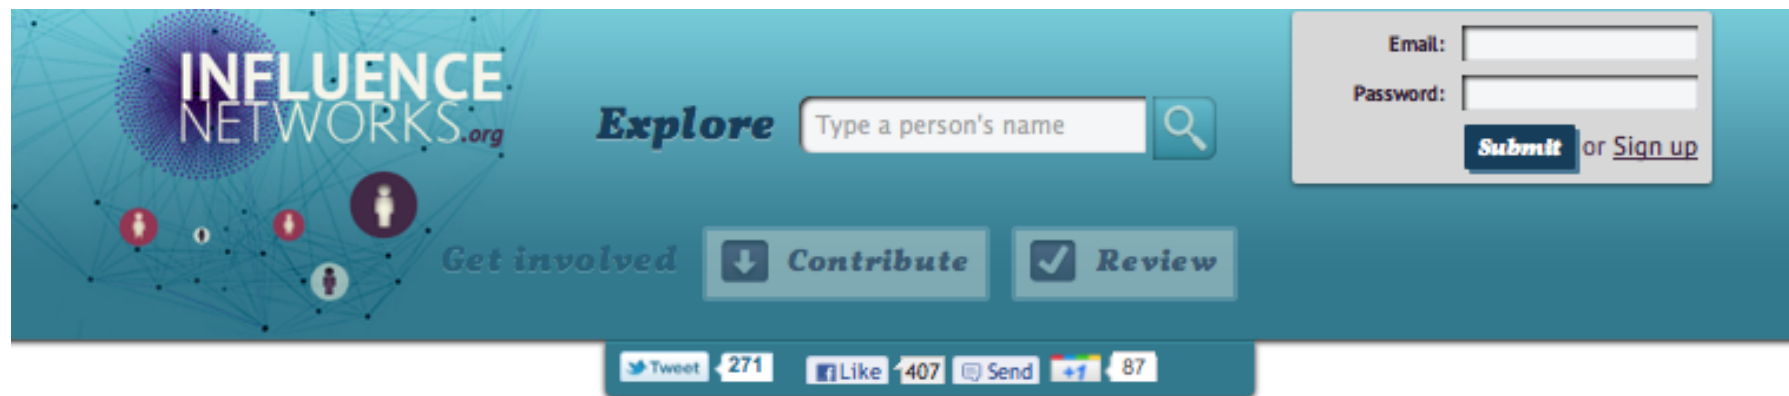 INFLUENCE
NETWORKS.org
Explore
Type a person's name
Email:
Password:
Submit or Sign up
Get involved
Contribute
Review
Tweet 271 Like 407 Send +1 87